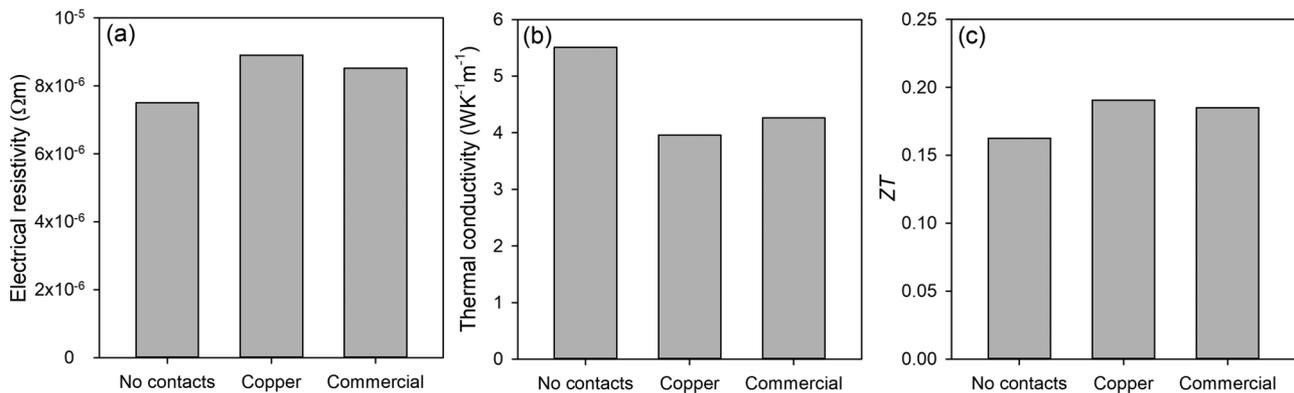 (a)
Electrical resistivity (Ωm)
10⁻⁵
8x10⁻⁶
6x10⁻⁶
4x10⁻⁶
2x10⁻⁶
0
No contacts Copper Commercial
(b)
Thermal conductivity (WK⁻¹m⁻¹)
6
5
4
3
2
1
0
No contacts Copper Commercial
(c)
ZT
0.25
0.20
0.15
0.10
0.05
0.00
No contacts Copper Commercial